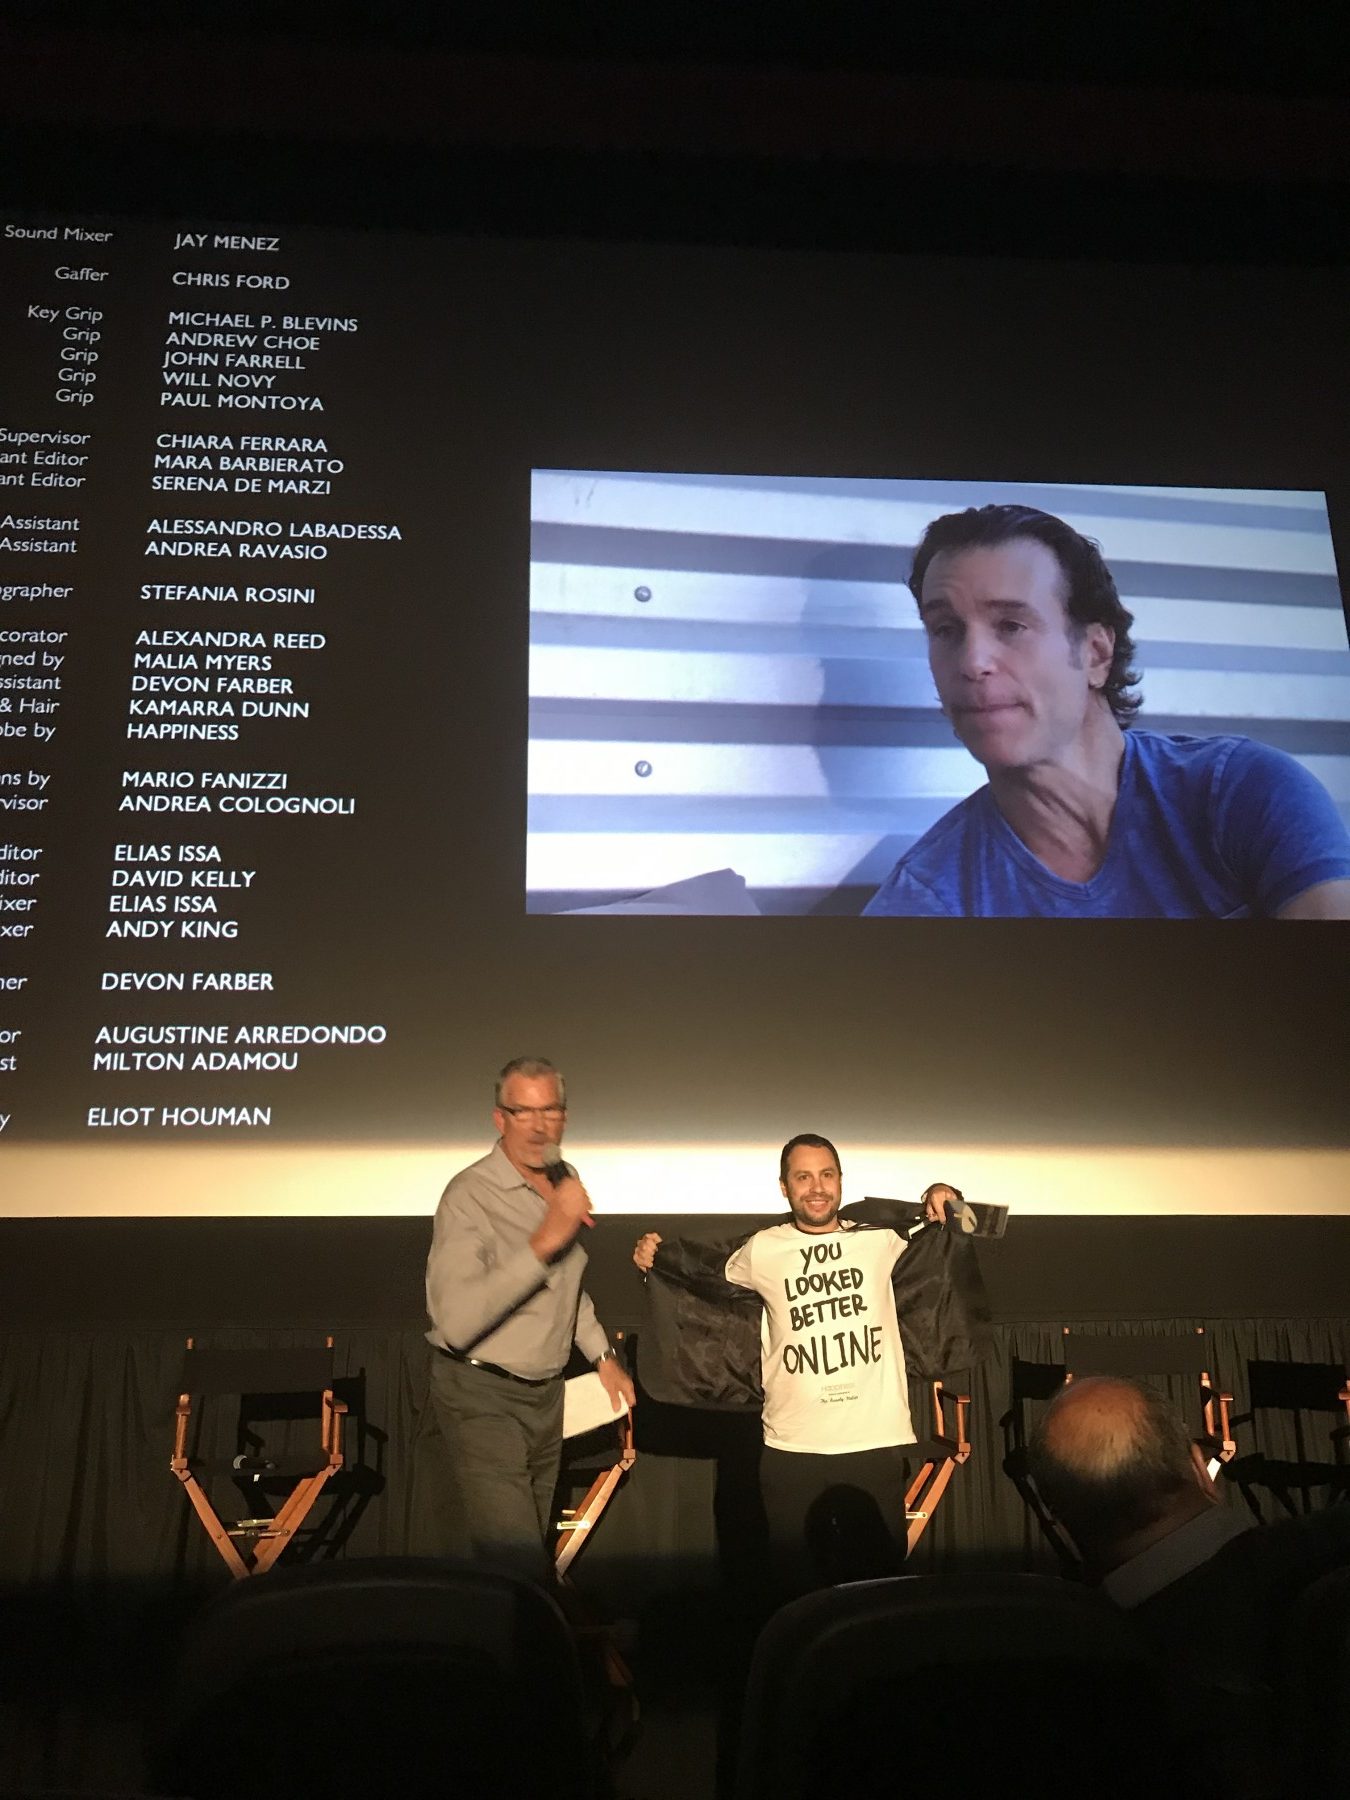 Sound Mixer JAY MENEZ
Gaffer CHRIS FORD
Key Grip MICHAEL P. BLEVINS
Grip ANDREW CHOE
Grip JOHN FARRELL
Grip WILL NOVY
Grip PAUL MONTOYA
Supervisor CHIARA FERRARA
ant Editor MARA BARBIERATO
ant Editor SERENA DE MARZI
Assistant ALESSANDRO LABADESSA
Assistant ANDREA RAVASIO
grapher STEFANIA ROSINI
corator ALEXANDRA REED
ned by MALIA MYERS
ssistant DEVON FARBER
& Hair KAMARRA DUNN
obe by HAPPINESS
ns by MARIO FANIZZI
visor ANDREA COLOGNOLI
ditor ELIAS ISSA
ditor DAVID KELLY
ixer ELIAS ISSA
xer ANDY KING
ner DEVON FARBER
or AUGUSTINE ARREDONDO
st MILTON ADAMOU
y ELIOT HOUMAN
YOU
LOOKED
BETTER
ONLINE
HAPPINESS